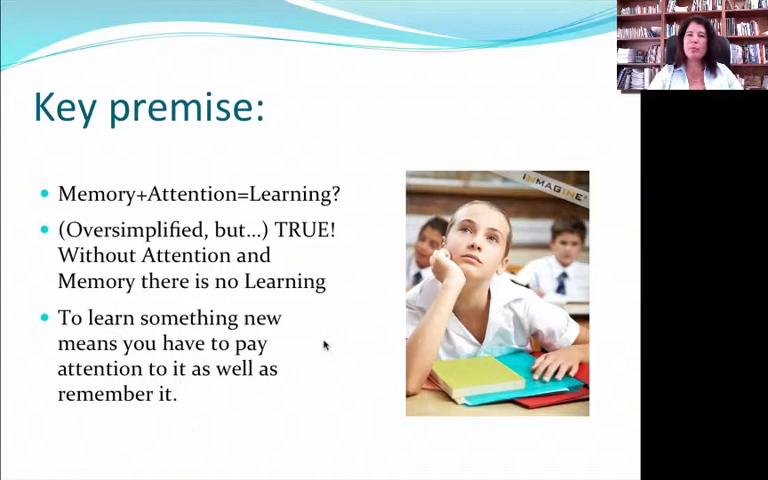 Key premise:
Memory+Attention=Learning?
(Oversimplified, but...) TRUE!
Without Attention and
Memory there is no Learning
To learn something new
means you have to pay
attention to it as well as
remember it.
INMAGINE